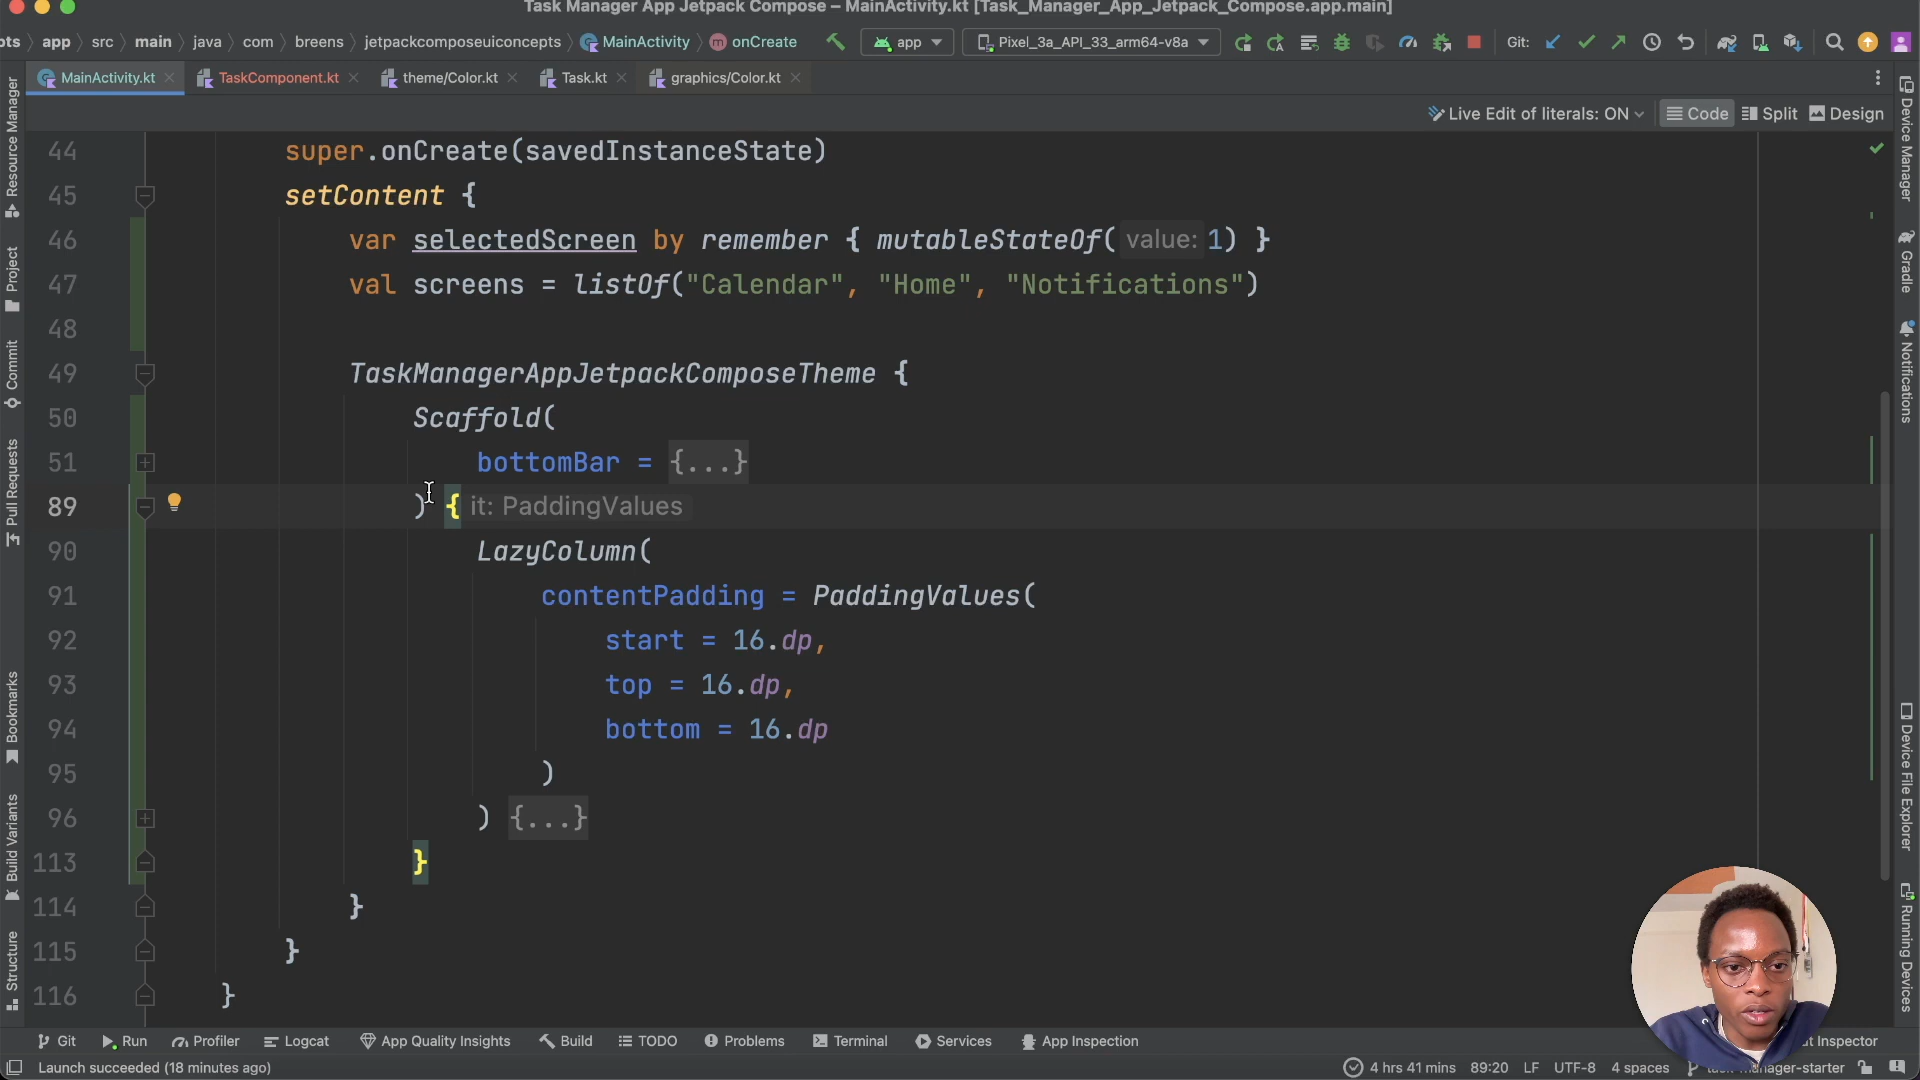 Task Manager App Jetpack Compose – MainActivity.kt [Task_Manager_App_Jetpack_Compose.app.main]
app
src
main
java
com
breens
jetpackcomposeuiconcepts
MainActivity
onCreate
app
Pixel_3a_API_33_arm64-v8a
Git:
MainActivity.kt
TaskComponent.kt
theme/Color.kt
Task.kt
graphics/Color.kt
Live Edit of literals: ON
Code
Split
Design
Resource Manager
Project
Commit
Pull Requests
Bookmarks
Build Variants
Structure
44 super.onCreate(savedInstanceState)
45 setContent {
46 var selectedScreen by remember { mutableStateOf( value: 1) }
47 val screens = listOf("Calendar", "Home", "Notifications")
48
49 TaskManagerAppJetpackComposeTheme {
50 Scaffold(
51 bottomBar = {...}
89 ) { it: PaddingValues
90 LazyColumn(
91 contentPadding = PaddingValues(
92 start = 16.dp,
93 top = 16.dp,
94 bottom = 16.dp
95 )
96 ) {...}
113 }
114 }
115 }
116 }
Device Manager
Gradle
Notifications
Device File Explorer
Running Devices
Git
Run
Profiler
Logcat
App Quality Insights
Build
TODO
Problems
Terminal
Services
App Inspection
Inspector
Launch succeeded (18 minutes ago)
4 hrs 41 mins
89:20
LF
UTF-8
4 spaces